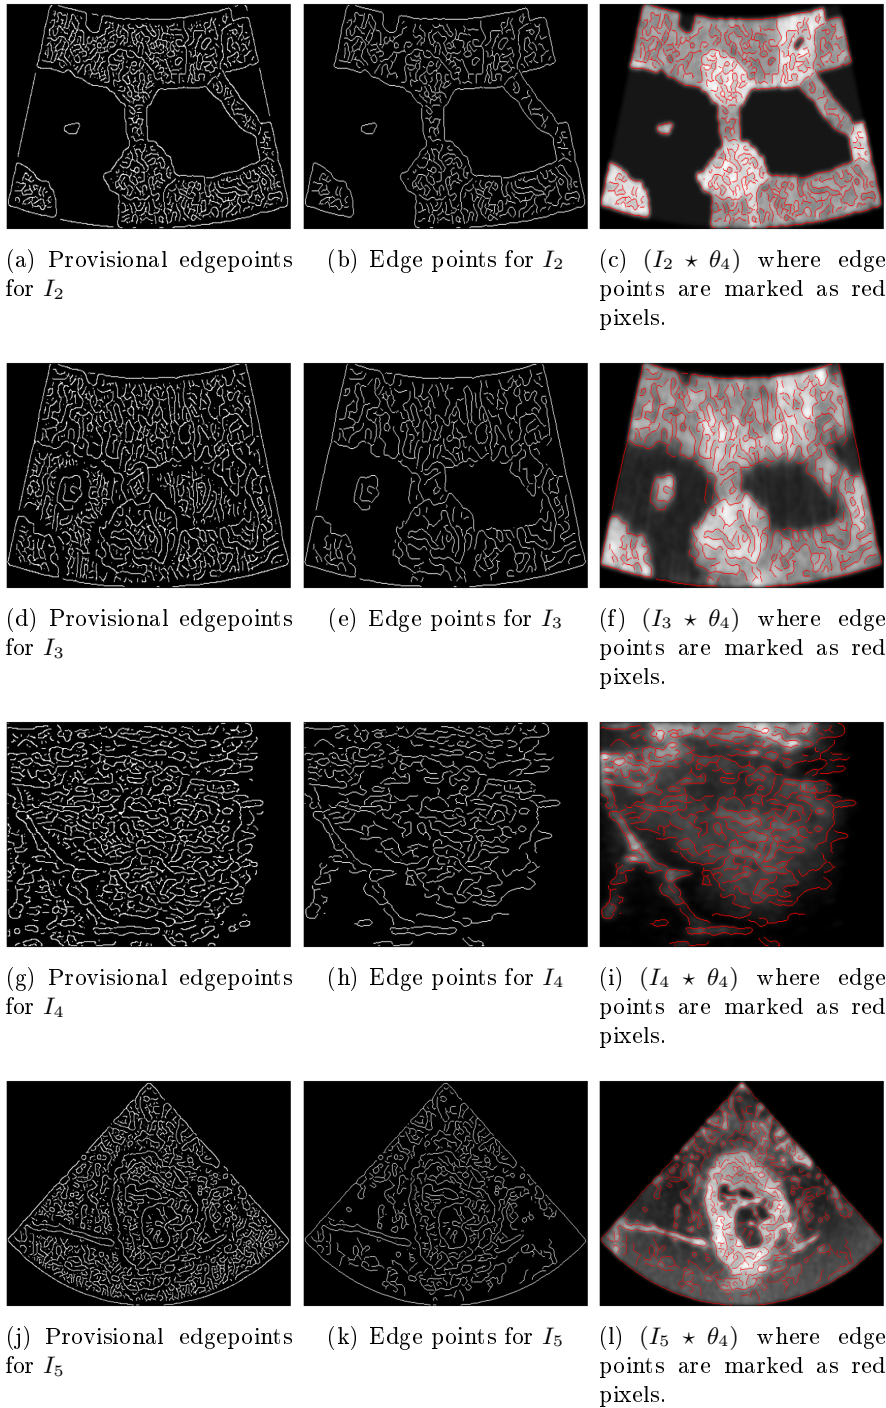 (a) Provisional edgepoints
for I₂
(b) Edge points for I₂
(c) (I₂ ⋆ θ₄) where edge
points are marked as red
pixels.
(d) Provisional edgepoints
for I₃
(e) Edge points for I₃
(f) (I₃ ⋆ θ₄) where edge
points are marked as red
pixels.
(g) Provisional edgepoints
for I₄
(h) Edge points for I₄
(i) (I₄ ⋆ θ₄) where edge
points are marked as red
pixels.
(j) Provisional edgepoints
for I₅
(k) Edge points for I₅
(l) (I₅ ⋆ θ₄) where edge
points are marked as red
pixels.